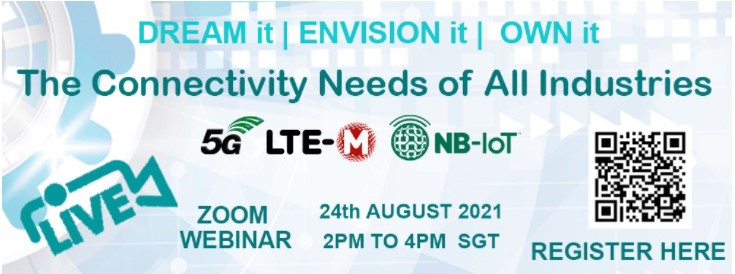 DREAM it | ENVISION it | OWN it
The Connectivity Needs of All Industries
5G LTE-M NB-IoT
LIVE
ZOOM
WEBINAR
24th AUGUST 2021
2PM TO 4PM SGT
REGISTER HERE